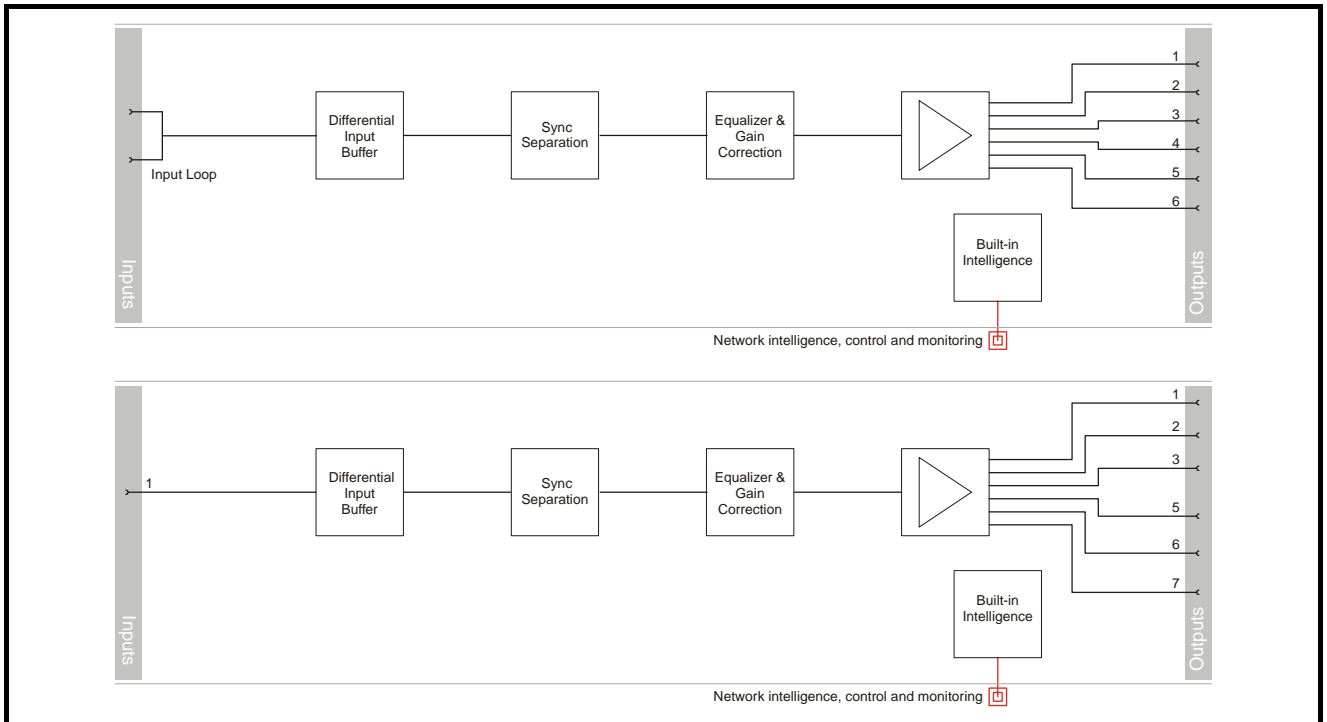 1
2
3
4
5
6
Differential
Input
Buffer
Sync
Separation
Equalizer &
Gain
Correction
Input Loop
Built-in
Intelligence
Inputs
Outputs
Network intelligence, control and monitoring
1
2
3
5
6
7
1
Differential
Input
Buffer
Sync
Separation
Equalizer &
Gain
Correction
Built-in
Intelligence
Inputs
Outputs
Network intelligence, control and monitoring